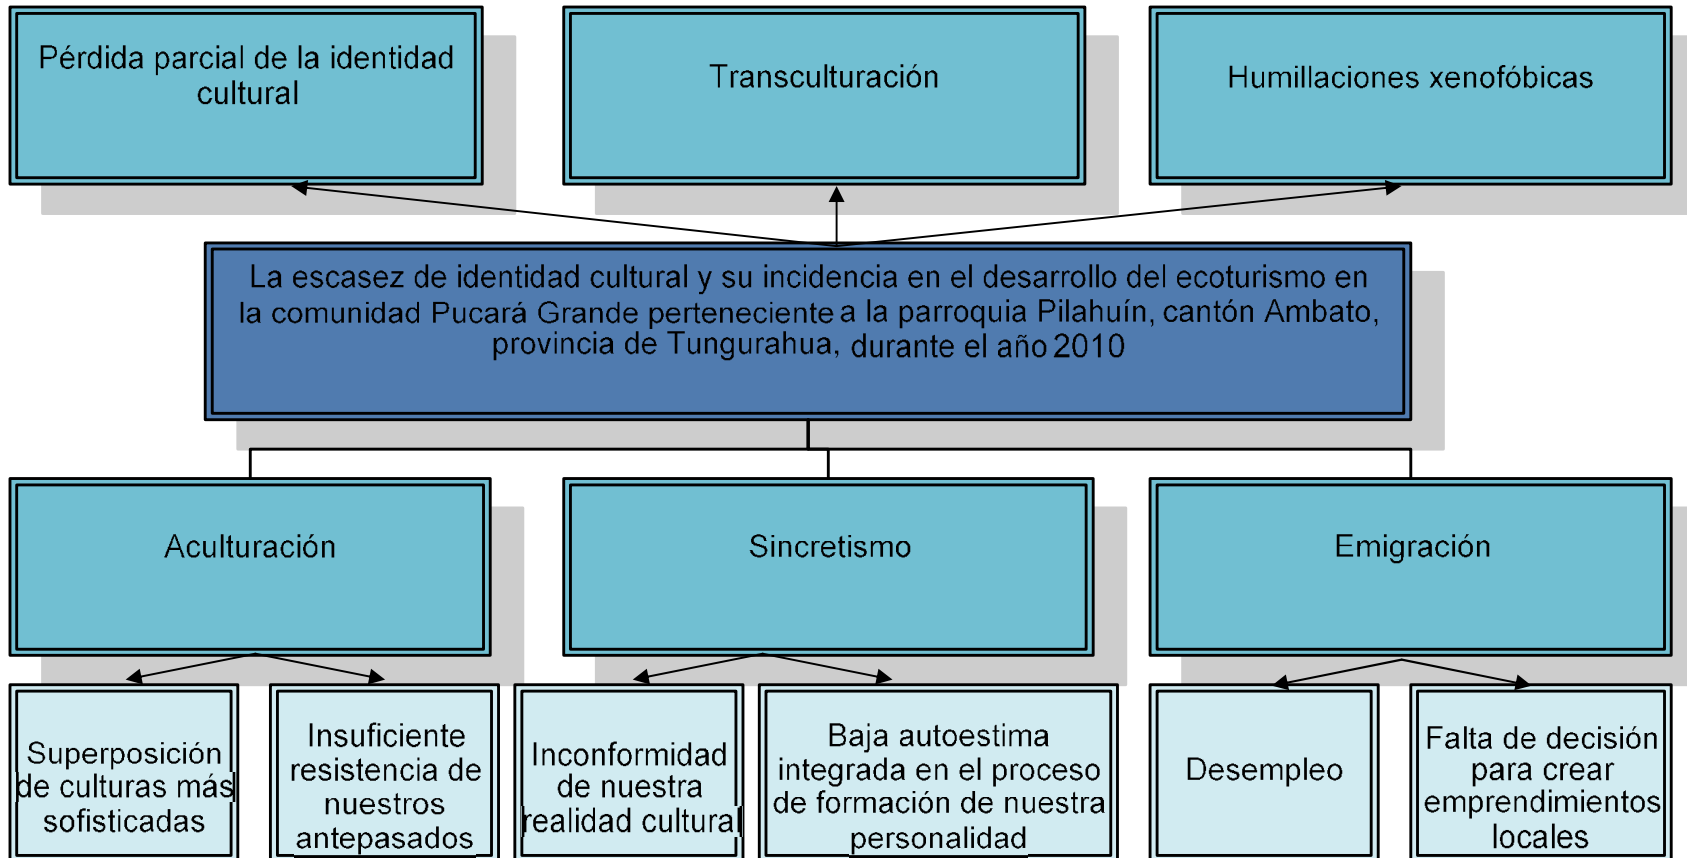 Pérdida parcial de la identidad
cultural
Transculturación
Humillaciones xenofóbicas
La escasez de identidad cultural y su incidencia en el desarrollo del ecoturismo en
la comunidad Pucará Grande perteneciente a la parroquia Pilahuín, cantón Ambato,
provincia de Tungurahua, durante el año 2010
Aculturación
Sincretismo
Emigración
Superposición
de culturas más
sofisticadas
Insuficiente
resistencia de
nuestros
antepasados
Inconformidad
de nuestra
realidad cultural
Baja autoestima
integrada en el proceso
de formación de nuestra
personalidad
Desempleo
Falta de decisión
para crear
emprendimientos
locales